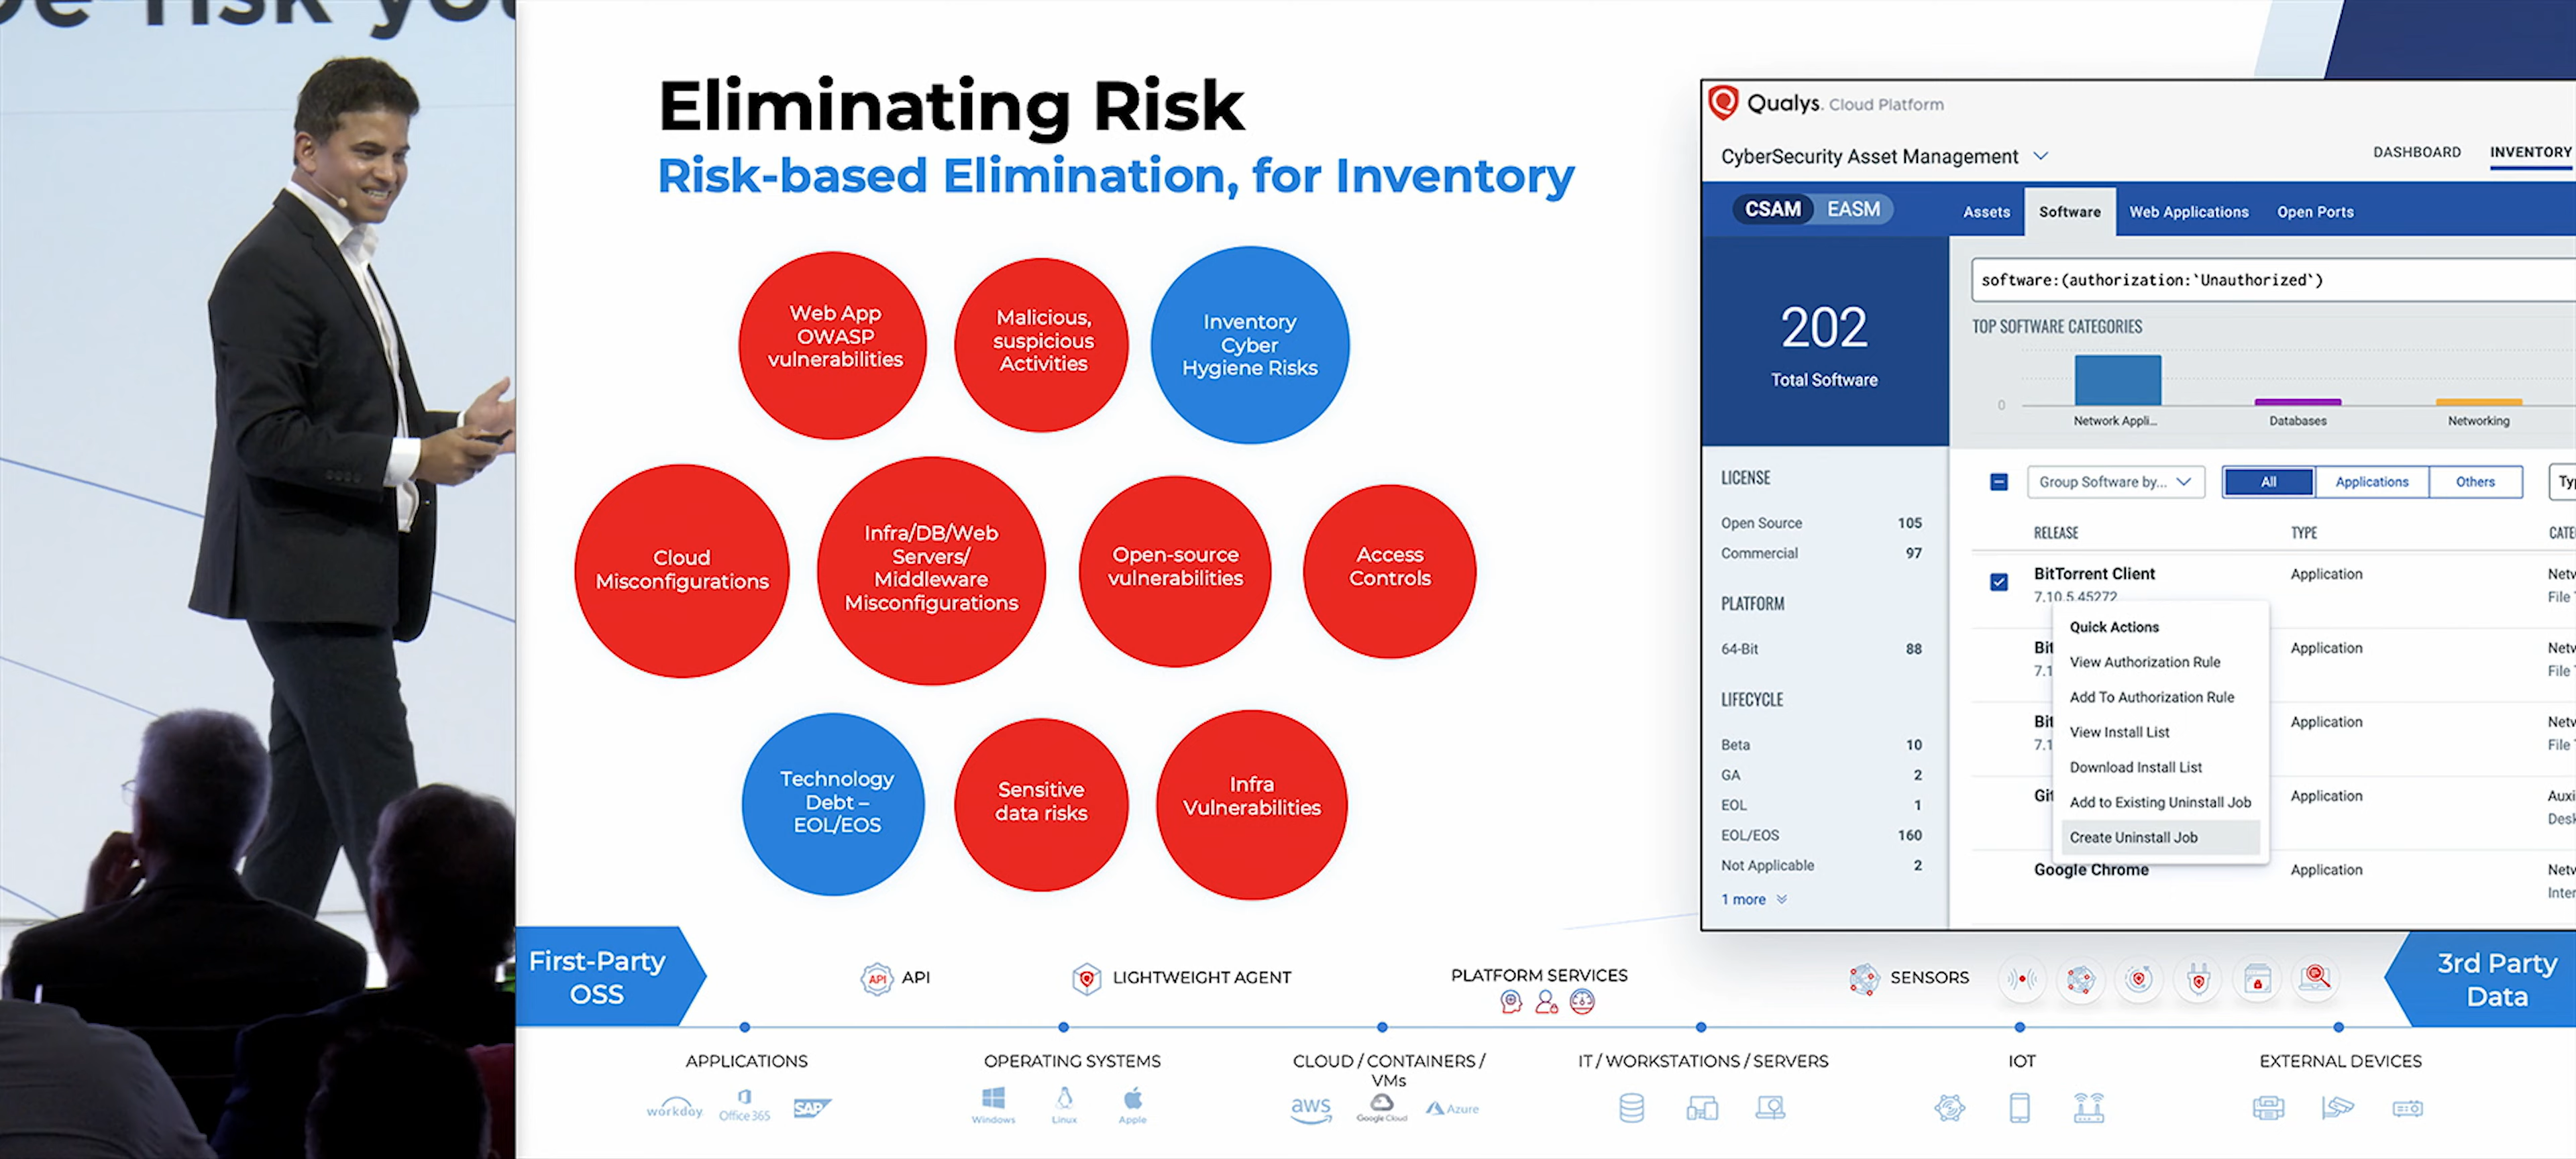 De-risk yo
Eliminating Risk
Risk-based Elimination, for Inventory
Web App
OWASP
vulnerabilities
Malicious,
suspicious
Activities
Inventory
Cyber
Hygiene Risks
Cloud
Misconfigurations
Infra/DB/Web
Servers/
Middleware
Misconfigurations
Open-source
vulnerabilities
Access
Controls
Technology
Debt –
EOL/EOS
Sensitive
data risks
Infra
Vulnerabilities
Qualys. Cloud Platform
CyberSecurity Asset Management
DASHBOARD INVENTORY
CSAM EASM
Assets Software Web Applications Open Ports
202
Total Software
software:(authorization:`Unauthorized`)
TOP SOFTWARE CATEGORIES
0
Network Appli... Databases Networking
LICENSE
Open Source 105
Commercial 97
PLATFORM
64-Bit 88
LIFECYCLE
Beta 10
GA 2
EOL 1
EOL/EOS 160
Not Applicable 2
1 more
Group Software by... All Applications Others Ty
RELEASE TYPE CATE
BitTorrent Client Application Netw
7.10.5.45272 File
Bit Application Netw
7.1 File
Bit Application Netw
7.1 File
Git Application Auxi
Desk
Google Chrome Application Netw
Inter
Quick Actions
View Authorization Rule
Add To Authorization Rule
View Install List
Download Install List
Add to Existing Uninstall Job
Create Uninstall Job
First-Party
OSS
API API
LIGHTWEIGHT AGENT
PLATFORM SERVICES
SENSORS
3rd Party
Data
APPLICATIONS
workday Office 365 SAP
OPERATING SYSTEMS
Windows Linux Apple
CLOUD / CONTAINERS /
VMs
aws Google Cloud Azure
IT / WORKSTATIONS / SERVERS
IOT
EXTERNAL DEVICES